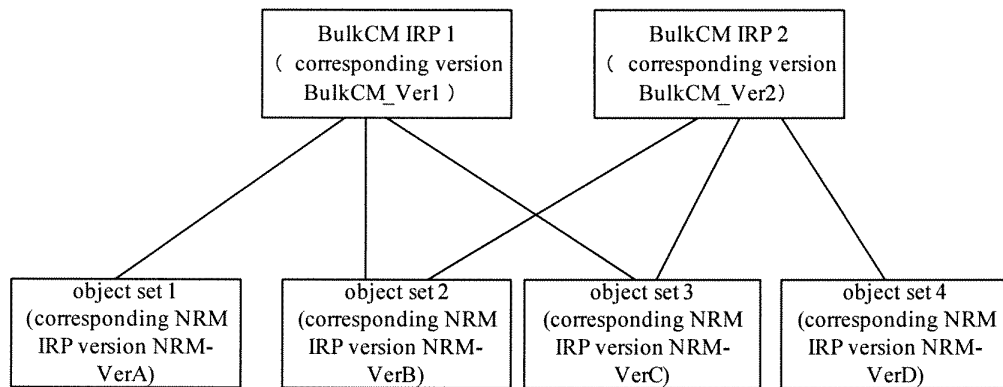 BulkCM IRP 1
( corresponding version
BulkCM_Ver1 )
BulkCM IRP 2
( corresponding version
BulkCM_Ver2)
object set 1
(corresponding NRM
IRP version NRM-
VerA)
object set 2
(corresponding NRM
IRP version NRM-
VerB)
object set 3
(corresponding NRM
IRP version NRM-
VerC)
object set 4
(corresponding NRM
IRP version NRM-
VerD)